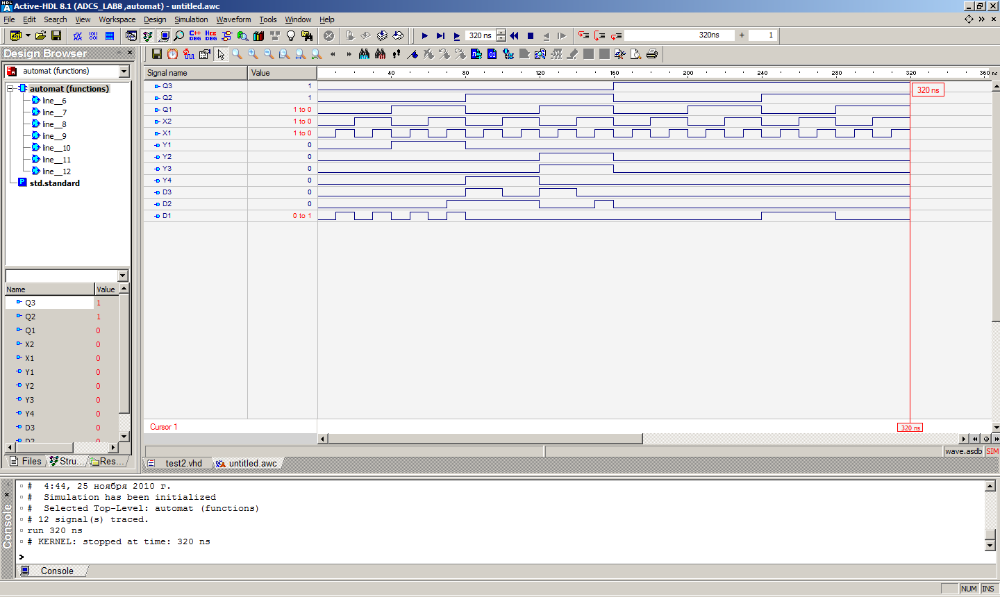 Active-HDL 8.1 (ADCS_LAB8 ,automat) - untitled.awc
File Edit Search View Workspace Design Simulation Waveform Tools Window Help
320 ns 320ns + 1
Design Browser
automat (functions)
automat (functions)
line__6
line__7
line__8
line__9
line__10
line__11
line__12
std.standard
Name Value
Q3 1
Q2 1
Q1 0
X2 0
X1 0
Y1 0
Y2 0
Y3 0
Y4 0
D3 0
D2 0
Files Stru... Res...
Signal name Value 40 80 120 160 200 240 280 320 360 ns
Q3 1
Q2 1
Q1 1 to 0
X2 1 to 0
X1 1 to 0
Y1 0
Y2 0
Y3 0
Y4 0
D3 0
D2 0
D1 0 to 1
320 ns
Cursor 1 320 ns
wave.asdb SIM
test2.vhd untitled.awc
Console
# 4:44, 25 ноября 2010 г.
# Simulation has been initialized
# Selected Top-Level: automat (functions)
# 12 signal(s) traced.
run 320 ns
# KERNEL: stopped at time: 320 ns
>
Console
NUM INS